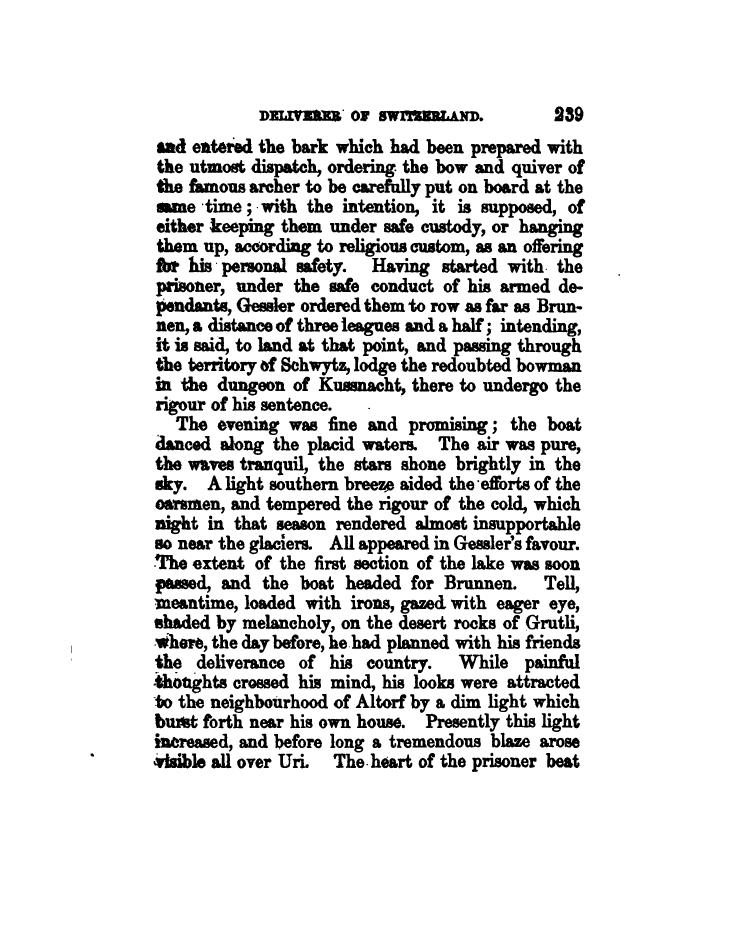 DELIVERER OF SWITZERLAND. 239
and entered the bark which had been prepared with
the utmost dispatch, ordering the bow and quiver of
the famous archer to be carefully put on board at the
same time; with the intention, it is supposed, of
either keeping them under safe custody, or hanging
them up, according to religious custom, as an offering
for his personal safety. Having started with the
prisoner, under the safe conduct of his armed de-
pendants, Gessler ordered them to row as far as Brun-
nen, a distance of three leagues and a half; intending,
it is said, to land at that point, and passing through
the territory of Schwytz, lodge the redoubted bowman
in the dungeon of Kussnacht, there to undergo the
rigour of his sentence.
The evening was fine and promising; the boat
danced along the placid waters. The air was pure,
the waves tranquil, the stars shone brightly in the
sky. A light southern breeze aided the efforts of the
oarsmen, and tempered the rigour of the cold, which
night in that season rendered almost insupportable
so near the glaciers. All appeared in Gessler's favour.
The extent of the first section of the lake was soon
passed, and the boat headed for Brunnen. Tell,
meantime, loaded with irons, gazed with eager eye,
shaded by melancholy, on the desert rocks of Grutli,
where, the day before, he had planned with his friends
the deliverance of his country. While painful
thoughts crossed his mind, his looks were attracted
to the neighbourhood of Altorf by a dim light which
burst forth near his own house. Presently this light
increased, and before long a tremendous blaze arose
visible all over Uri. The heart of the prisoner beat